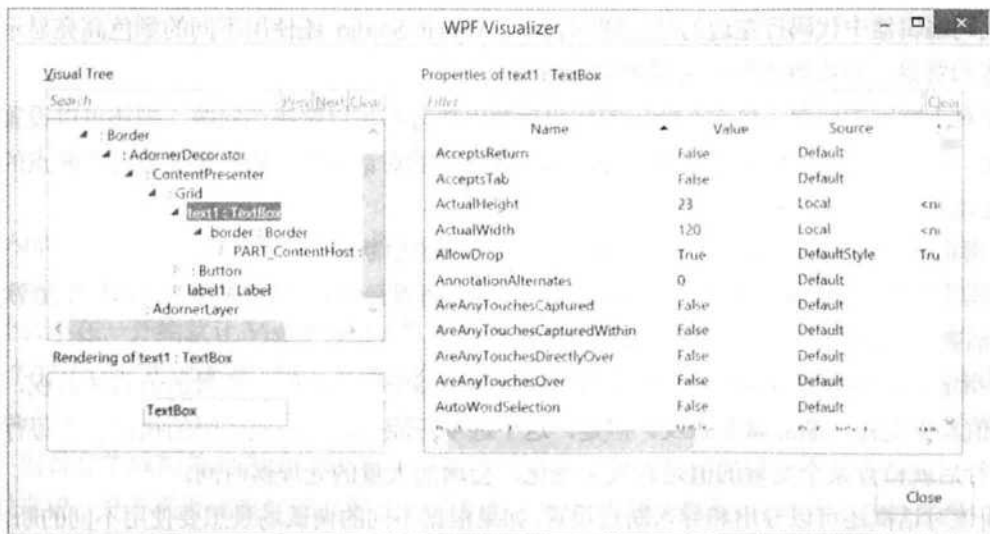 WPF Visualizer
Visual Tree
Search
Prev Next Clear
: Border
: AdornerDecorator
: ContentPresenter
: Grid
text1 : TextBox
border : Border
PART_ContentHost :
: Button
label1 : Label
: AdornerLayer
Rendering of text1 : TextBox
TextBox
Properties of text1 : TextBox
Filter
Clear
Name Value Source
AcceptsReturn False Default
AcceptsTab False Default
ActualHeight 23 Local
ActualWidth 120 Local
AllowDrop True DefaultStyle Tru
AnnotationAlternates 0 Default
AreAnyTouchesCaptured False Default
AreAnyTouchesCapturedWithin False Default
AreAnyTouchesDirectlyOver False Default
AreAnyTouchesOver False Default
AutoWordSelection False Default
Close